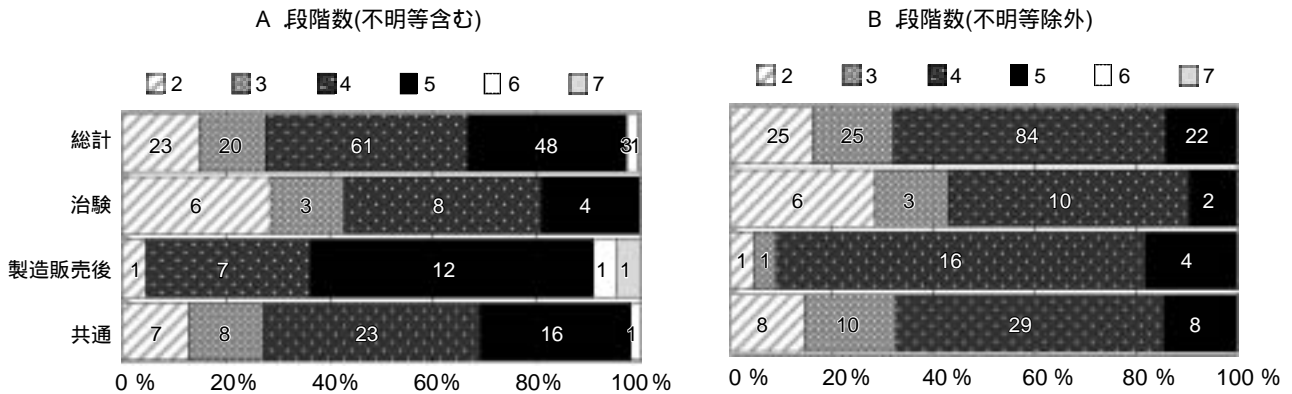 A .段階数(不明等含む)
2 3 4 5 6 7
総計 23 20 61 48 3 1
治験 6 3 8 4
製造販売後 1 7 12 1 1
共通 7 8 23 16 1
0 % 20% 40% 60% 80% 100 %
B .段階数(不明等除外)
2 3 4 5 6 7
25 25 84 22
6 3 10 2
1 1 16 4
8 10 29 8
0 % 20% 40% 60% 80 % 100 %